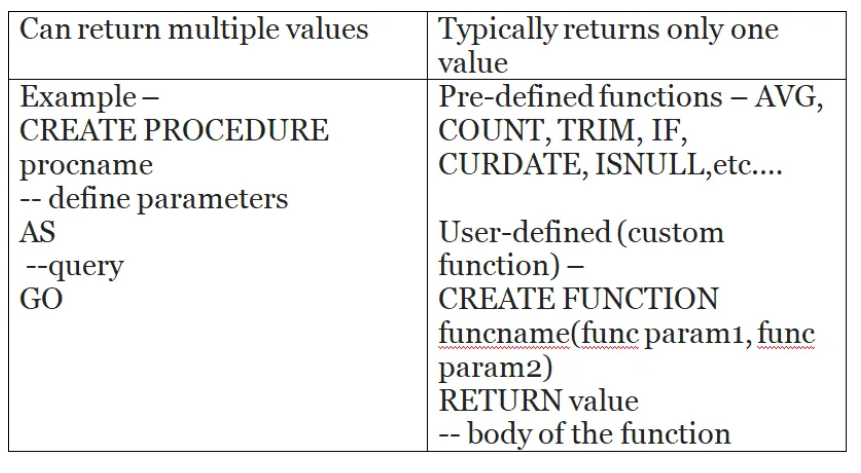 Can return multiple values
Typically returns only one
value
Example –
CREATE PROCEDURE
procname
-- define parameters
AS
--query
GO
Pre-defined functions – AVG,
COUNT, TRIM, IF,
CURDATE, ISNULL,etc....
User-defined (custom
function) –
CREATE FUNCTION
funcname(func param1, func
param2)
RETURN value
-- body of the function